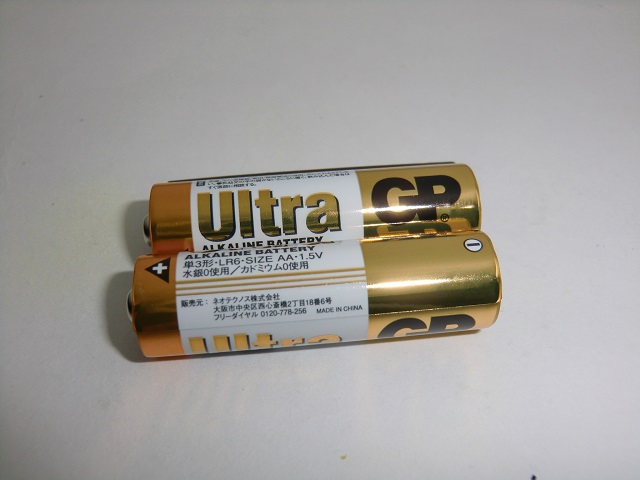 Ultra
GP®
ALKALINE BATTERY
ALKALINE BATTERY
単3形・LR6・SIZE AA・1.5V
水銀0使用/カドミウム0使用
販売元: ネオテクノス株式会社
大阪市中央区西心斎橋2丁目18番6号
フリーダイヤル 0120-778-256 MADE IN CHINA
Ultra
GP